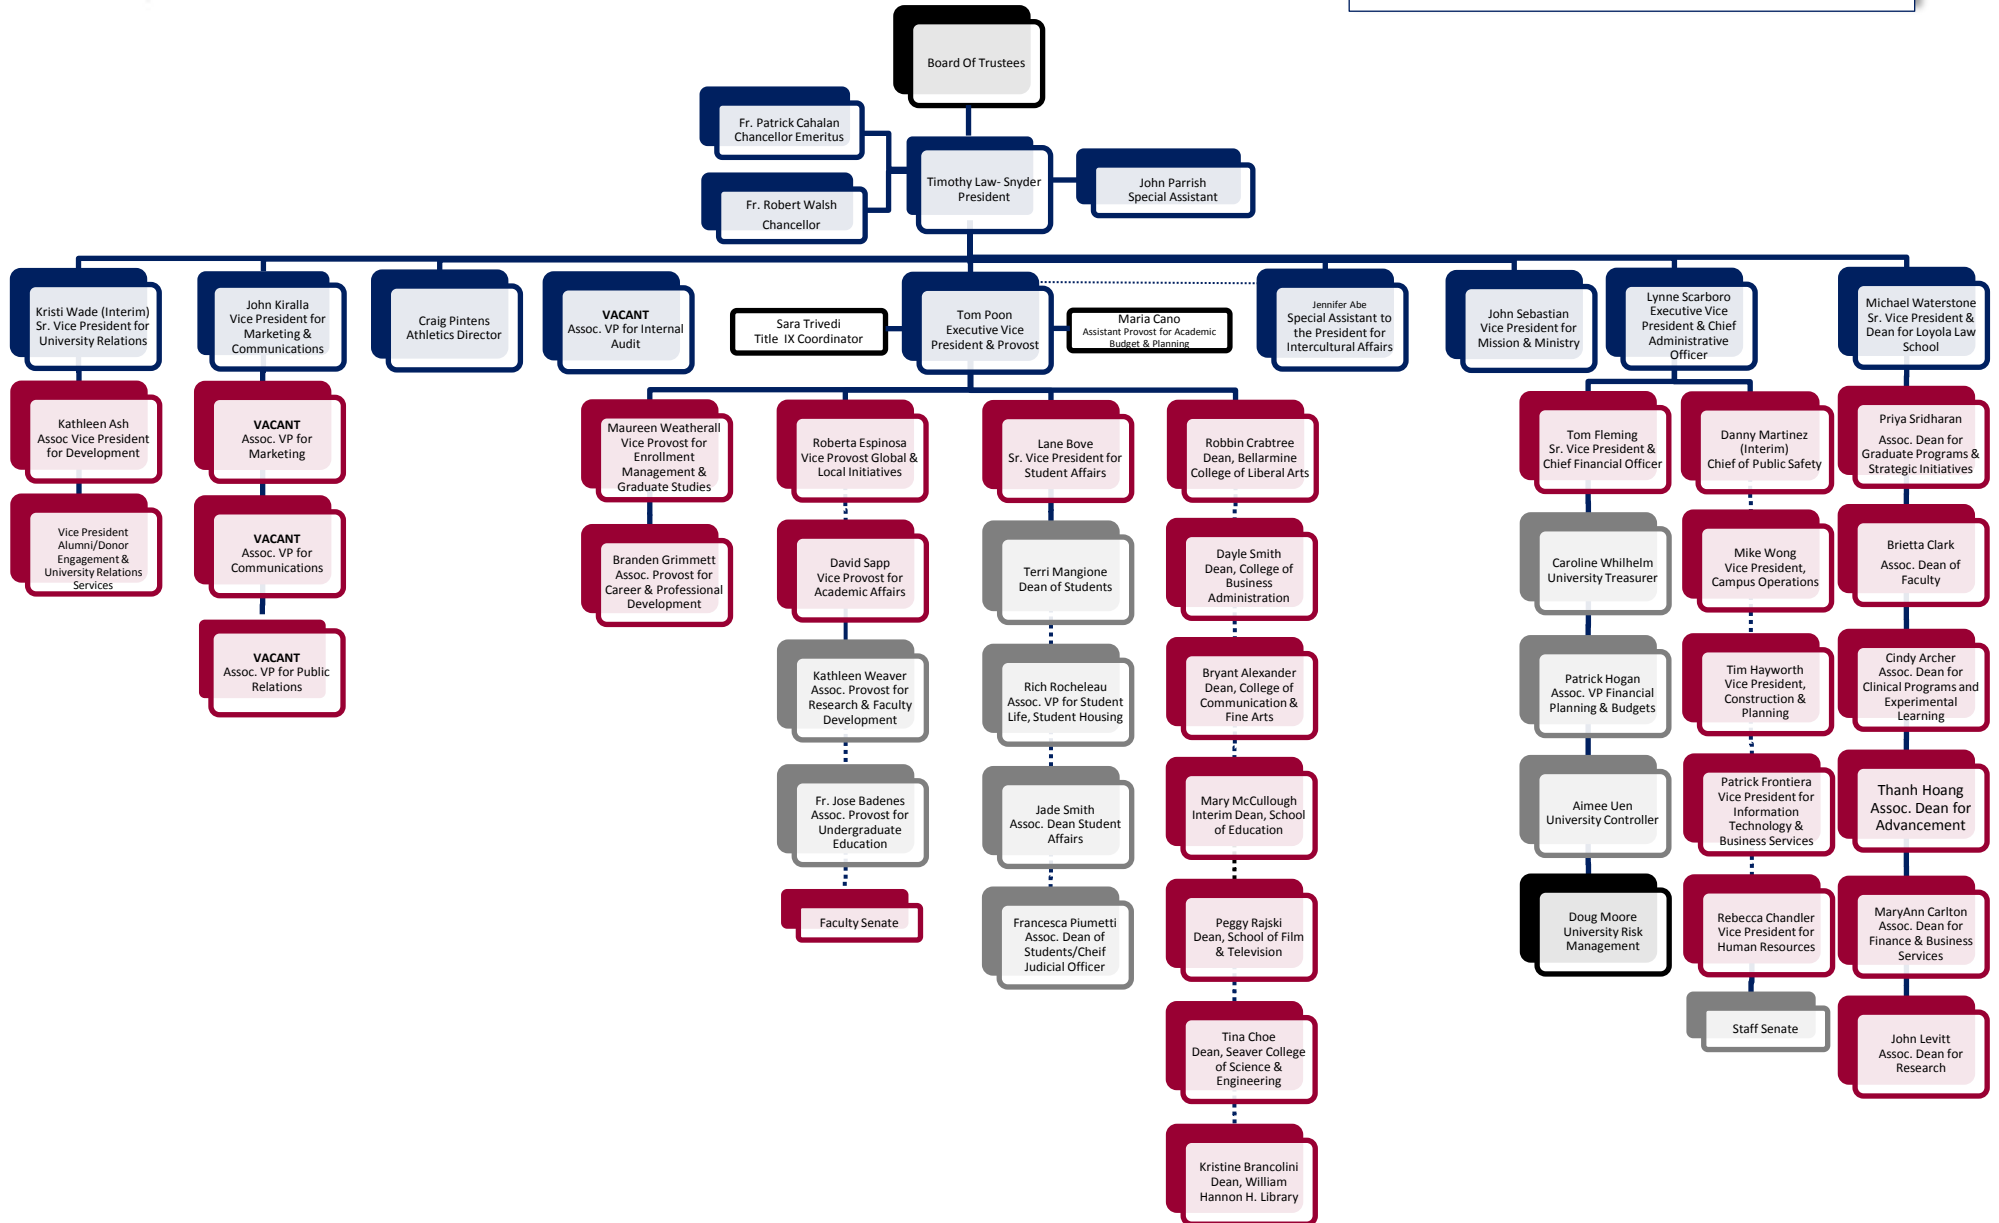 Board Of Trustees
Fr. Patrick Cahalan
Chancellor Emeritus
Fr. Robert Walsh
Chancellor
Timothy Law- Snyder
President
John Parrish
Special Assistant
Kristi Wade (Interim)
Sr. Vice President for
University Relations
John Kiralla
Vice President for
Marketing &
Communications
Craig Pintens
Athletics Director
VACANT
Assoc. VP for Internal
Audit
Sara Trivedi
Title IX Coordinator
Tom Poon
Executive Vice
President & Provost
Maria Cano
Assistant Provost for Academic
Budget & Planning
Jennifer Abe
Special Assistant to
the President for
Intercultural Affairs
John Sebastian
Vice President for
Mission & Ministry
Lynne Scarboro
Executive Vice
President & Chief
Administrative
Officer
Michael Waterstone
Sr. Vice President &
Dean for Loyola Law
School
Kathleen Ash
Assoc Vice President
for Development
Vice President
Alumni/Donor
Engagement &
University Relations
Services
VACANT
Assoc. VP for
Marketing
VACANT
Assoc. VP for
Communications
VACANT
Assoc. VP for Public
Relations
Maureen Weatherall
Vice Provost for
Enrollment
Management &
Graduate Studies
Branden Grimmett
Assoc. Provost for
Career & Professional
Development
Roberta Espinosa
Vice Provost Global &
Local Initiatives
David Sapp
Vice Provost for
Academic Affairs
Kathleen Weaver
Assoc. Provost for
Research & Faculty
Development
Fr. Jose Badenes
Assoc. Provost for
Undergraduate
Education
Faculty Senate
Lane Bove
Sr. Vice President for
Student Affairs
Terri Mangione
Dean of Students
Rich Rocheleau
Assoc. VP for Student
Life, Student Housing
Jade Smith
Assoc. Dean Student
Affairs
Francesca Piumetti
Assoc. Dean of
Students/Cheif
Judicial Officer
Robbin Crabtree
Dean, Bellarmine
College of Liberal Arts
Dayle Smith
Dean, College of
Business
Administration
Bryant Alexander
Dean, College of
Communication &
Fine Arts
Mary McCullough
Interim Dean, School
of Education
Peggy Rajski
Dean, School of Film
& Television
Tina Choe
Dean, Seaver College
of Science &
Engineering
Kristine Brancolini
Dean, William
Hannon H. Library
Tom Fleming
Sr. Vice President &
Chief Financial Officer
Caroline Whilhelm
University Treasurer
Patrick Hogan
Assoc. VP Financial
Planning & Budgets
Aimee Uen
University Controller
Doug Moore
University Risk
Management
Danny Martinez
(Interim)
Chief of Public Safety
Mike Wong
Vice President,
Campus Operations
Tim Hayworth
Vice President,
Construction &
Planning
Patrick Frontiera
Vice President for
Information
Technology &
Business Services
Rebecca Chandler
Vice President for
Human Resources
Staff Senate
Priya Sridharan
Assoc. Dean for
Graduate Programs &
Strategic Initiatives
Brietta Clark
Assoc. Dean of
Faculty
Cindy Archer
Assoc. Dean for
Clinical Programs and
Experimental
Learning
Thanh Hoang
Assoc. Dean for
Advancement
MaryAnn Carlton
Assoc. Dean for
Finance & Business
Services
John Levitt
Assoc. Dean for
Research